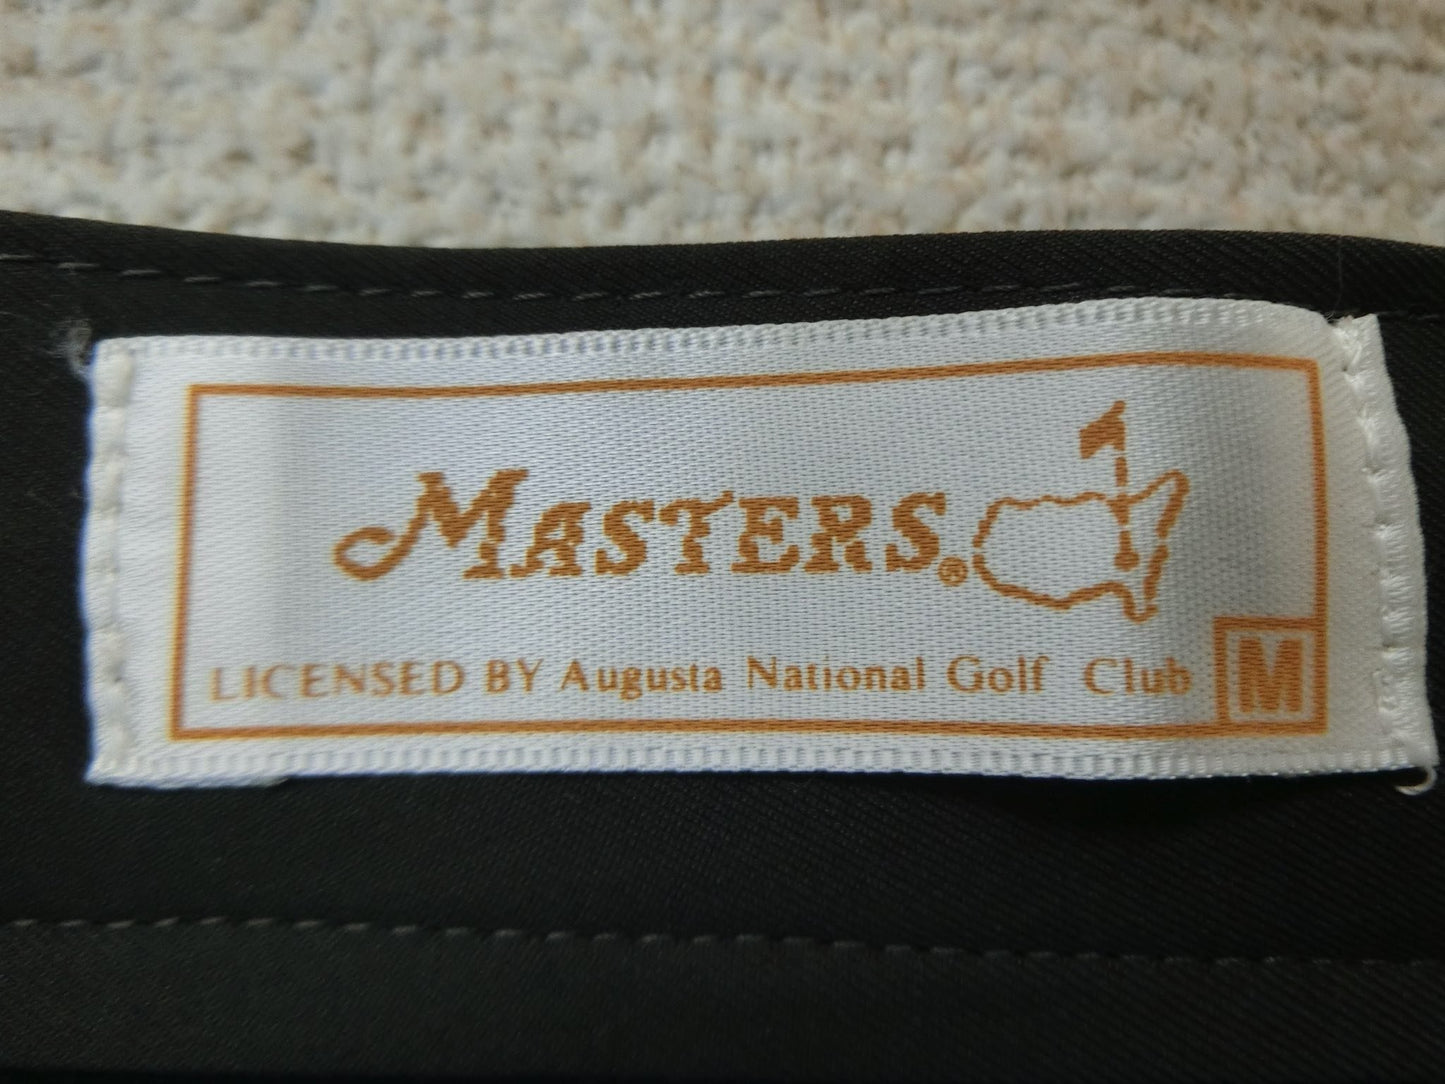 MASTERS®
LICENSED BY Augusta National Golf Club
M